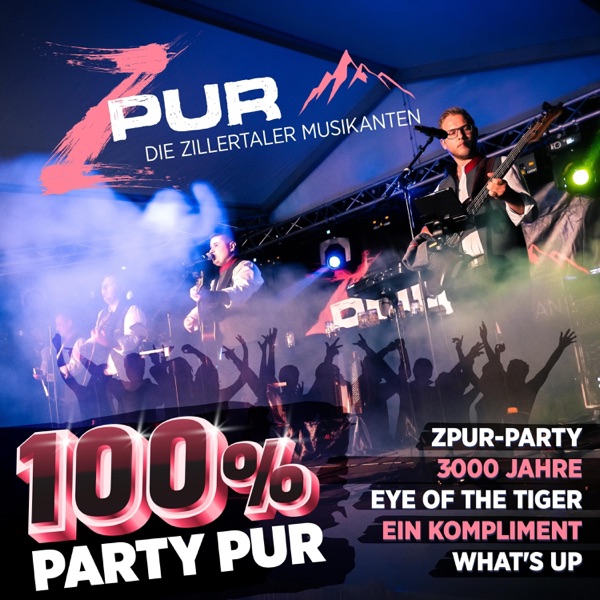 ZPUR
DIE ZILLERTALER MUSIKANTEN
100%
PARTY PUR
ZPUR-PARTY
3000 JAHRE
EYE OF THE TIGER
EIN KOMPLIMENT
WHAT'S UP